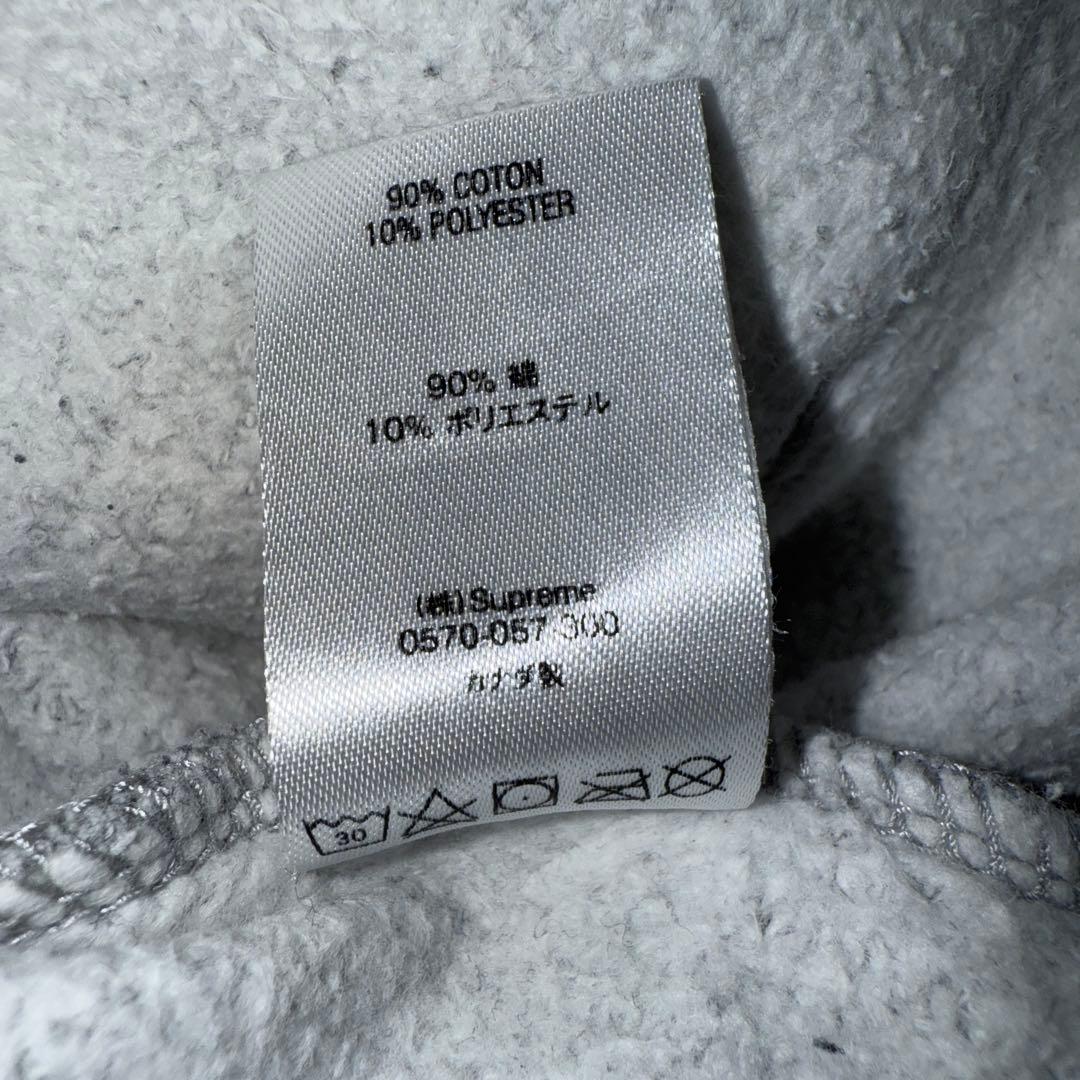 90% COTON
10% POLYESTER
90% 綿
10% ポリエステル
(株)Supreme
0570-057-300
カナダ製
30